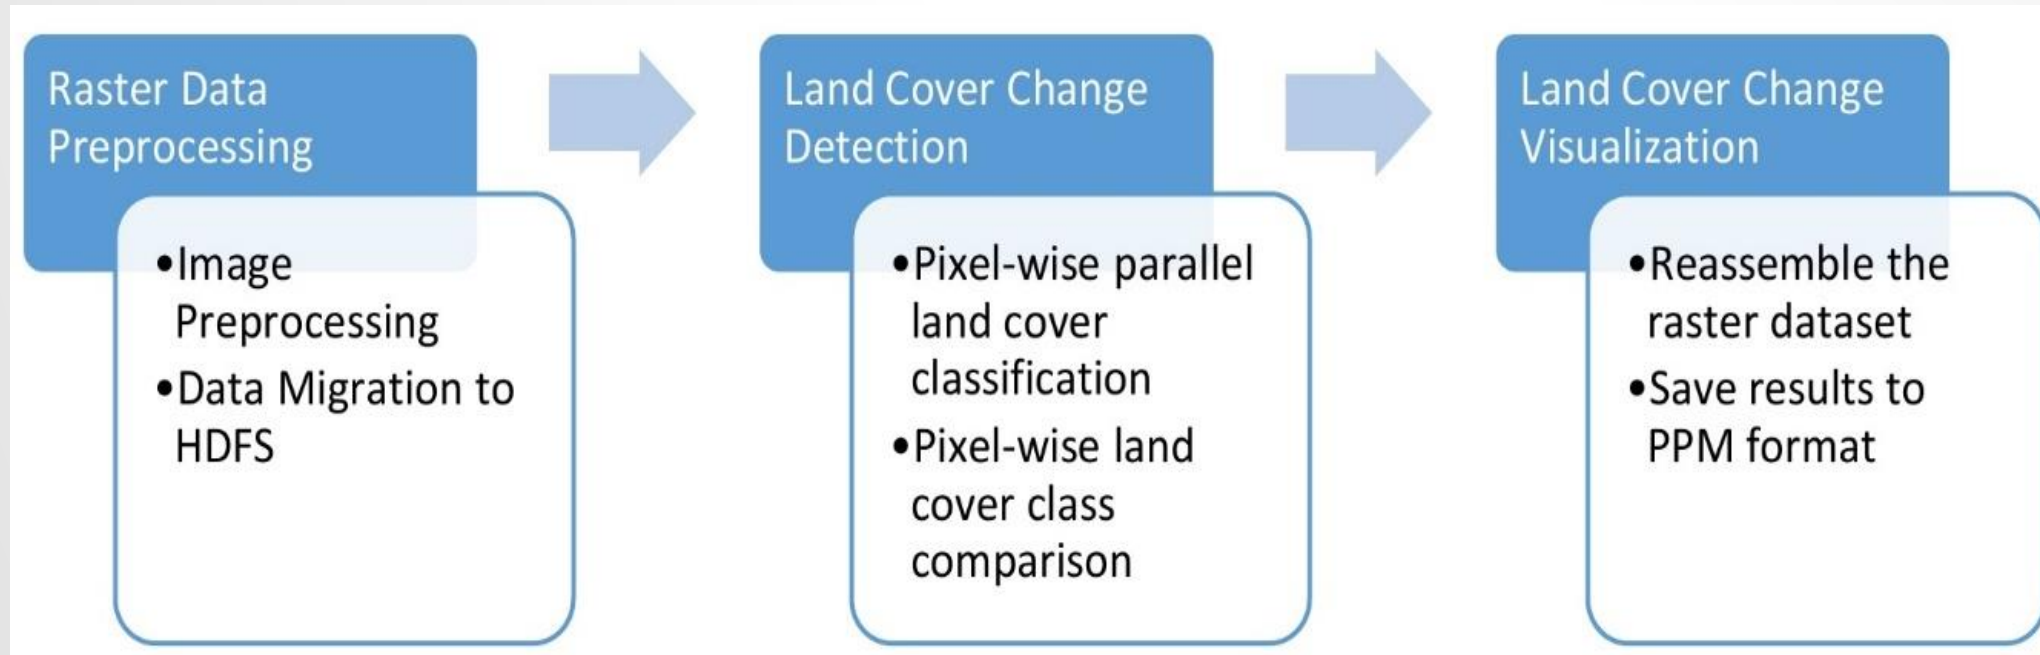 Raster Data
Preprocessing
•Image
Preprocessing
•Data Migration to
HDFS
Land Cover Change
Detection
•Pixel-wise parallel
land cover
classification
•Pixel-wise land
cover class
comparison
Land Cover Change
Visualization
•Reassemble the
raster dataset
•Save results to
PPM format